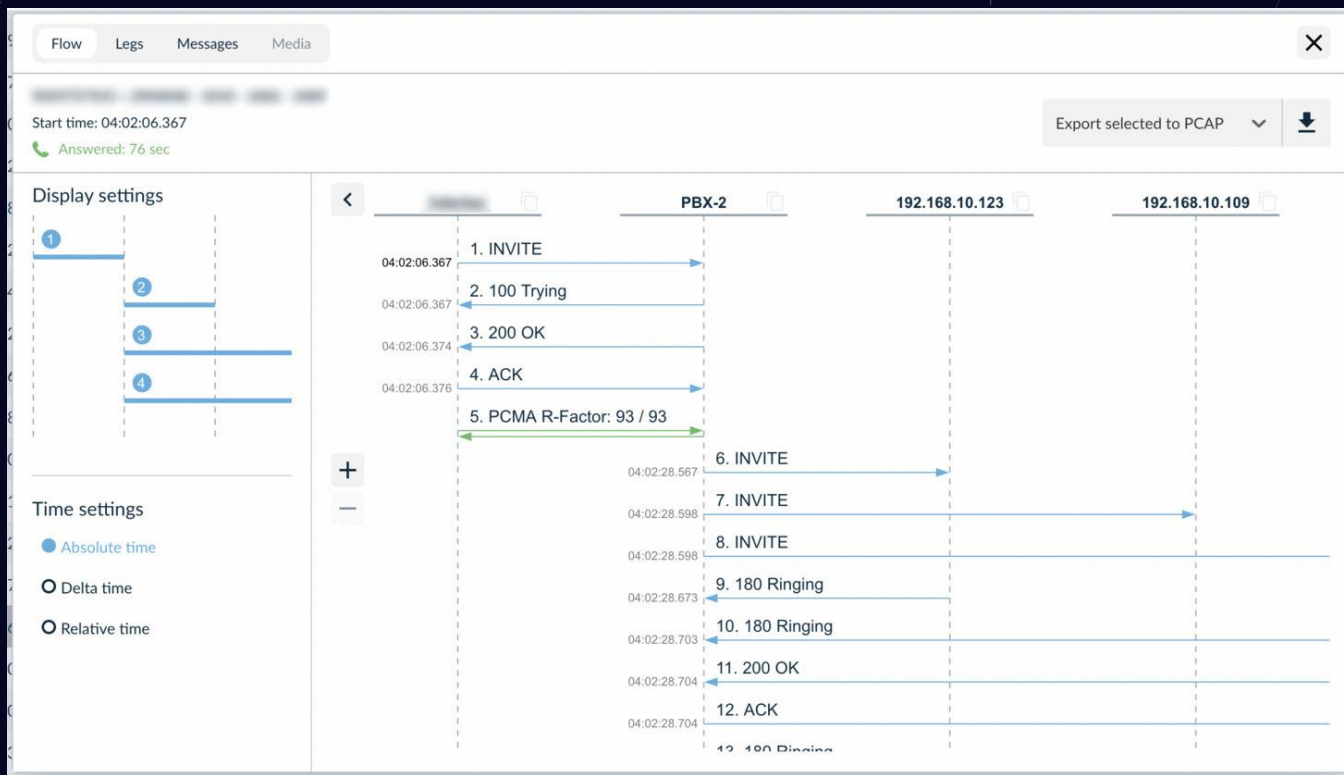 Flow Legs Messages Media
Start time: 04:02:06.367
Answered: 76 sec
Export selected to PCAP
Display settings
1
2
3
4
Time settings
Absolute time
Delta time
Relative time
PBX-2 192.168.10.123 192.168.10.109
1. INVITE
04:02:06.367
2. 100 Trying
04:02:06.367
3. 200 OK
04:02:06.374
4. ACK
04:02:06.376
5. PCMA R-Factor: 93 / 93
6. INVITE
04:02:28.567
7. INVITE
04:02:28.598
8. INVITE
04:02:28.598
9. 180 Ringing
04:02:28.673
10. 180 Ringing
04:02:28.703
11. 200 OK
04:02:28.704
12. ACK
04:02:28.704
13. 180 Ringing